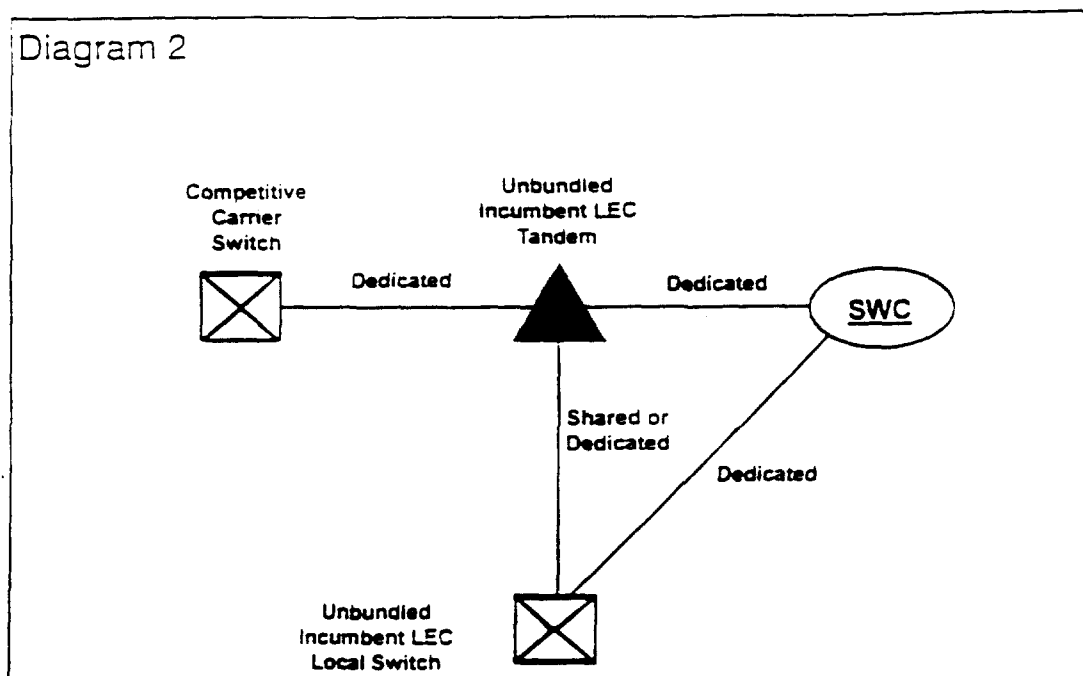 Diagram 2
Competitive
Carrier
Switch
Unbundled
Incumbent LEC
Tandem
Dedicated
Dedicated
SWC
Shared or
Dedicated
Dedicated
Unbundled
Incumbent LEC
Local Switch